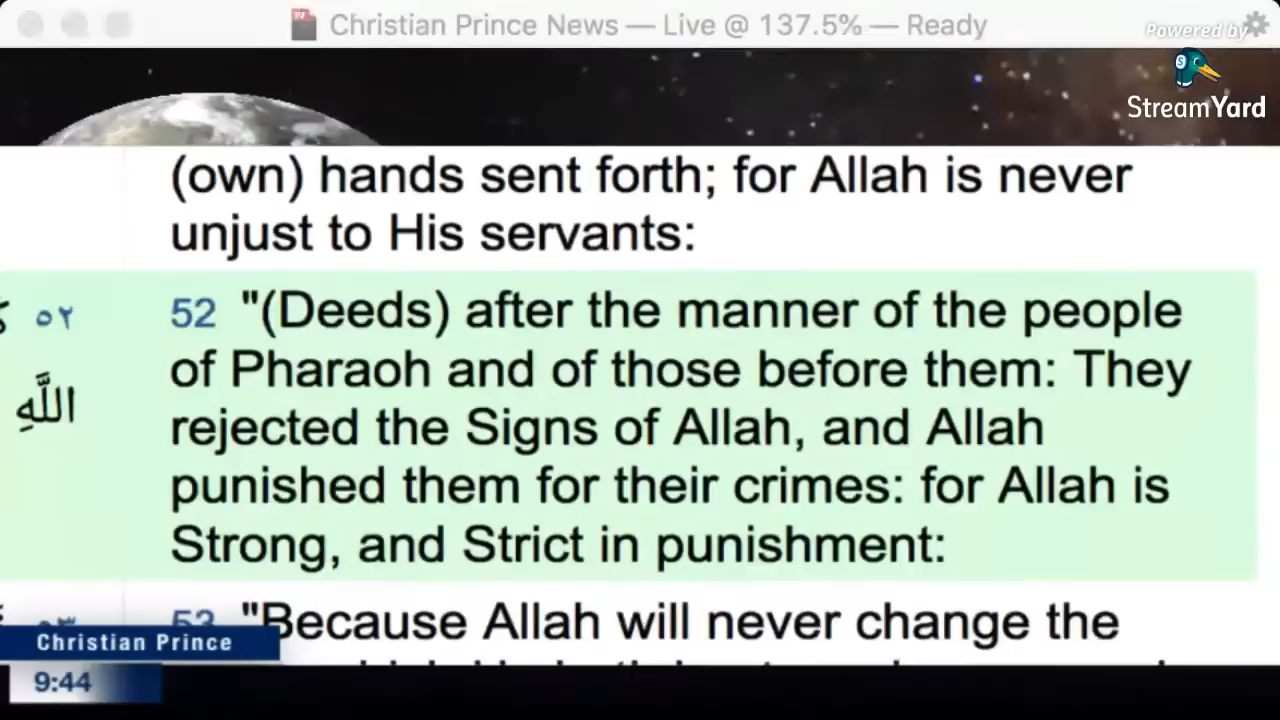 Christian Prince News — Live @ 137.5% — Ready
Powered by
StreamYard
(own) hands sent forth; for Allah is never
unjust to His servants:
٥٢
52 "(Deeds) after the manner of the people
of Pharaoh and of those before them: They
اللَّهِ
rejected the Signs of Allah, and Allah
punished them for their crimes: for Allah is
Strong, and Strict in punishment:
53 "Because Allah will never change the
Christian Prince
9:44